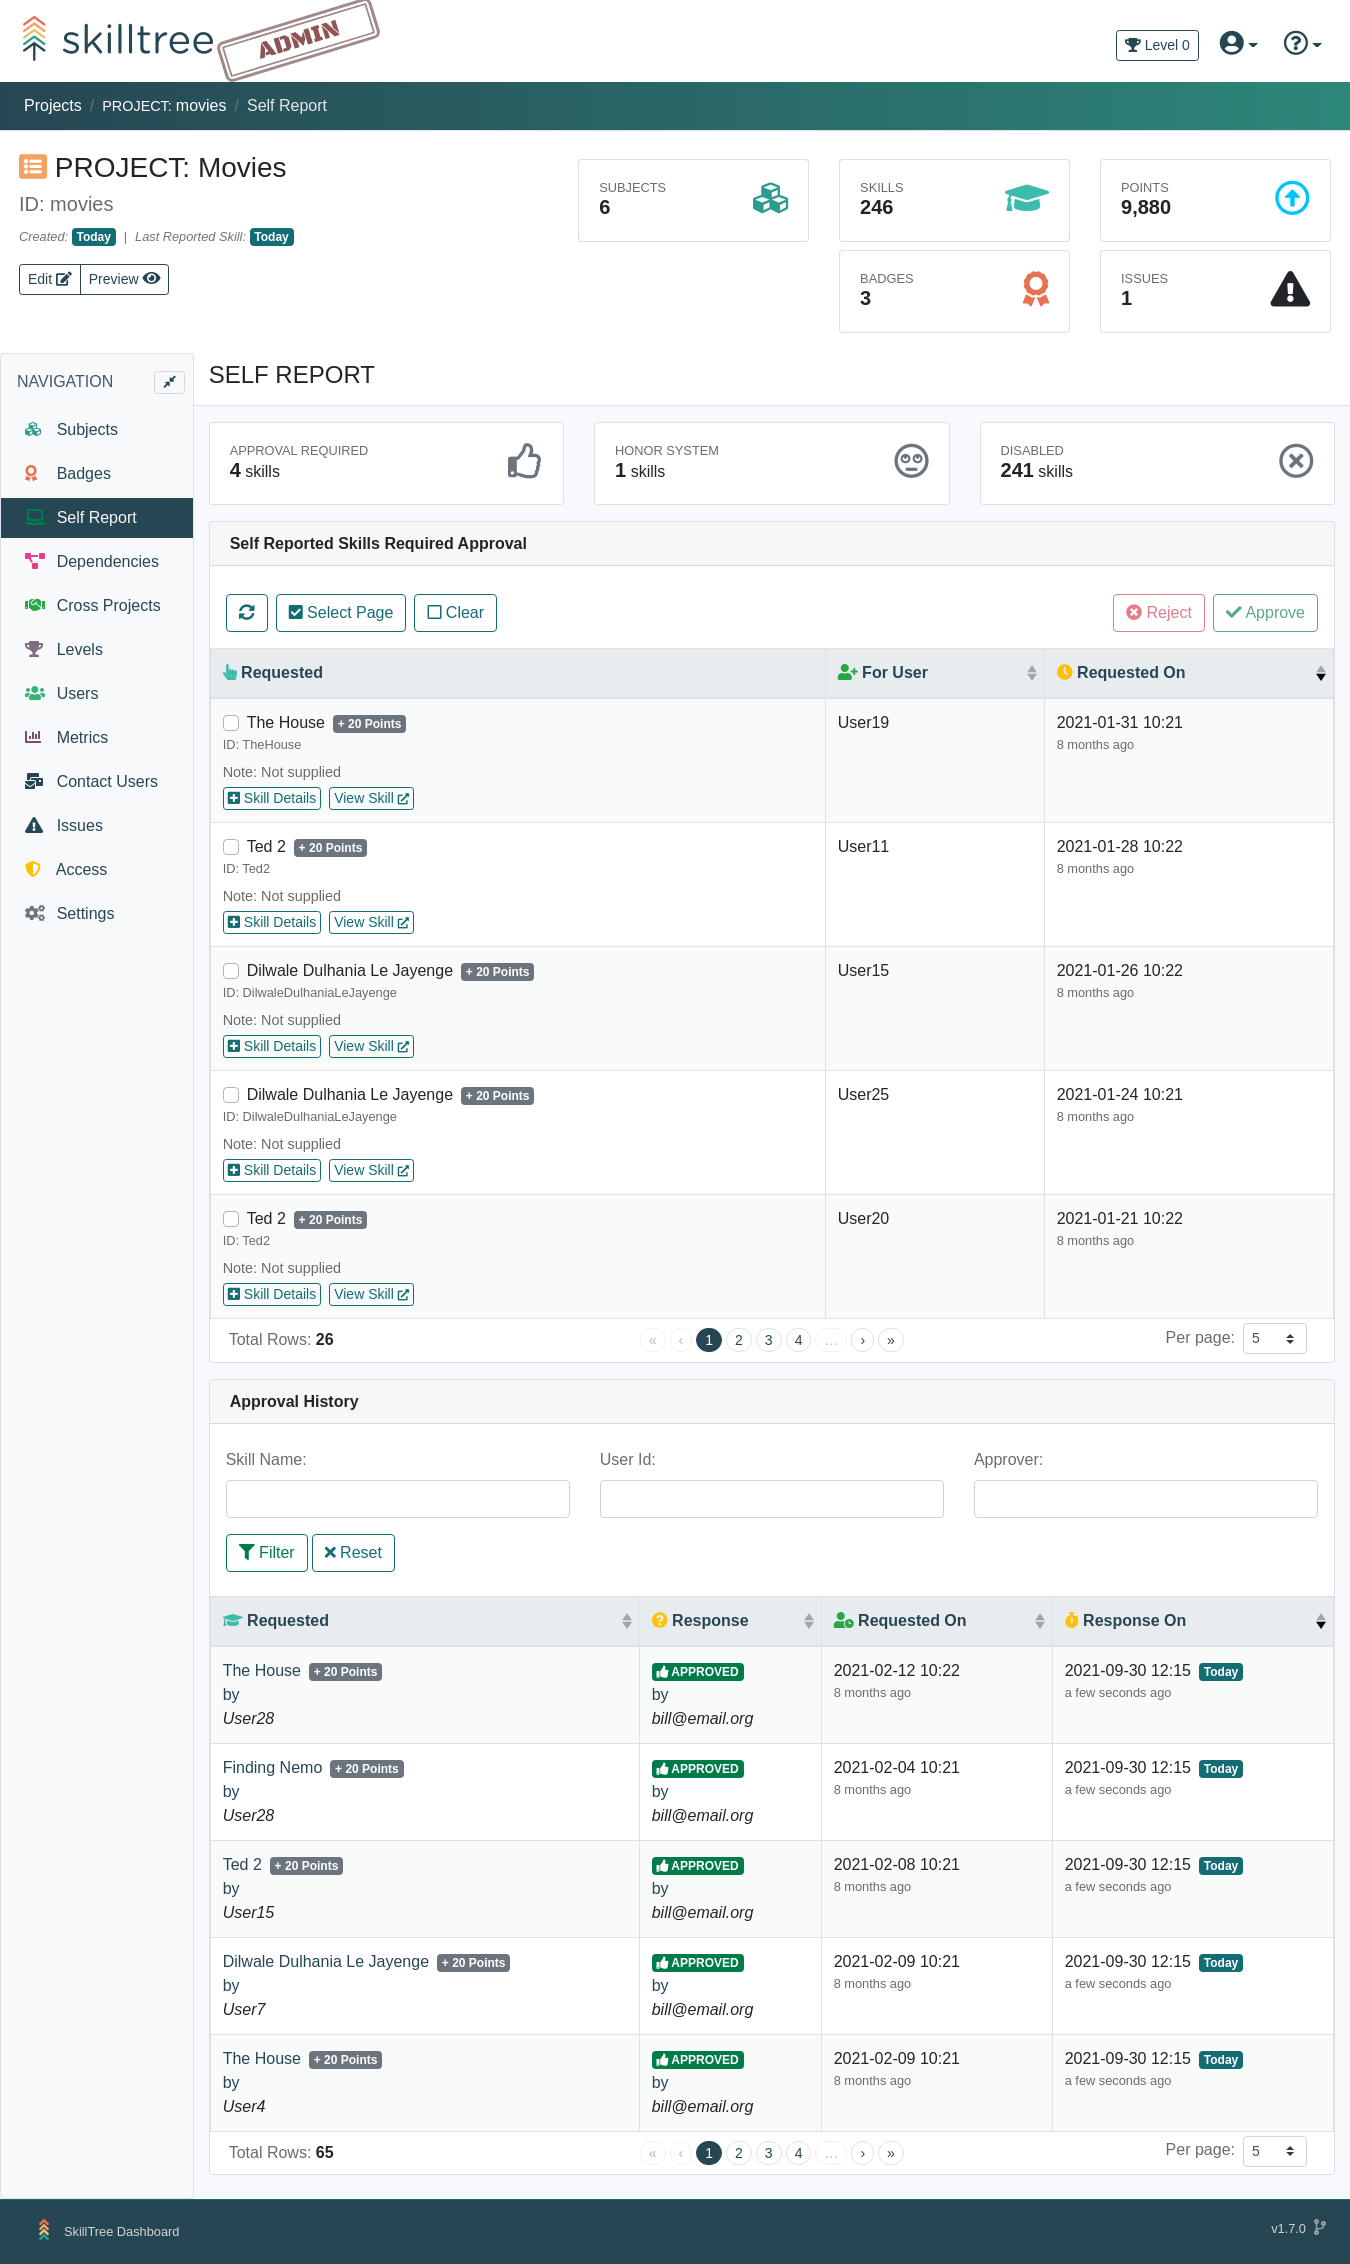 skilltree ADMIN
Level 0
Projects / PROJECT: movies / Self Report
PROJECT: Movies
ID: movies
Created: Today | Last Reported Skill: Today
Edit Preview
SUBJECTS
6
SKILLS
246
POINTS
9,880
BADGES
3
ISSUES
1
NAVIGATION
Subjects
Badges
Self Report
Dependencies
Cross Projects
Levels
Users
Metrics
Contact Users
Issues
Access
Settings
SELF REPORT
APPROVAL REQUIRED
4 skills
HONOR SYSTEM
1 skills
DISABLED
241 skills
Self Reported Skills Required Approval
Select Page Clear Reject Approve
Requested For User Requested On
The House + 20 Points User19 2021-01-31 10:21
ID: TheHouse 8 months ago
Note: Not supplied
Skill Details View Skill
Ted 2 + 20 Points User11 2021-01-28 10:22
ID: Ted2 8 months ago
Note: Not supplied
Skill Details View Skill
Dilwale Dulhania Le Jayenge + 20 Points User15 2021-01-26 10:22
ID: DilwaleDulhaniaLeJayenge 8 months ago
Note: Not supplied
Skill Details View Skill
Dilwale Dulhania Le Jayenge + 20 Points User25 2021-01-24 10:21
ID: DilwaleDulhaniaLeJayenge 8 months ago
Note: Not supplied
Skill Details View Skill
Ted 2 + 20 Points User20 2021-01-21 10:22
ID: Ted2 8 months ago
Note: Not supplied
Skill Details View Skill
Total Rows: 26 « ‹ 1 2 3 4 … › » Per page: 5
Approval History
Skill Name: User Id: Approver:
Filter Reset
Requested Response Requested On Response On
The House + 20 Points APPROVED 2021-02-12 10:22 2021-09-30 12:15 Today
by by 8 months ago a few seconds ago
User28 bill@email.org
Finding Nemo + 20 Points APPROVED 2021-02-04 10:21 2021-09-30 12:15 Today
by by 8 months ago a few seconds ago
User28 bill@email.org
Ted 2 + 20 Points APPROVED 2021-02-08 10:21 2021-09-30 12:15 Today
by by 8 months ago a few seconds ago
User15 bill@email.org
Dilwale Dulhania Le Jayenge + 20 Points APPROVED 2021-02-09 10:21 2021-09-30 12:15 Today
by by 8 months ago a few seconds ago
User7 bill@email.org
The House + 20 Points APPROVED 2021-02-09 10:21 2021-09-30 12:15 Today
by by 8 months ago a few seconds ago
User4 bill@email.org
Total Rows: 65 « ‹ 1 2 3 4 … › » Per page: 5
SkillTree Dashboard v1.7.0